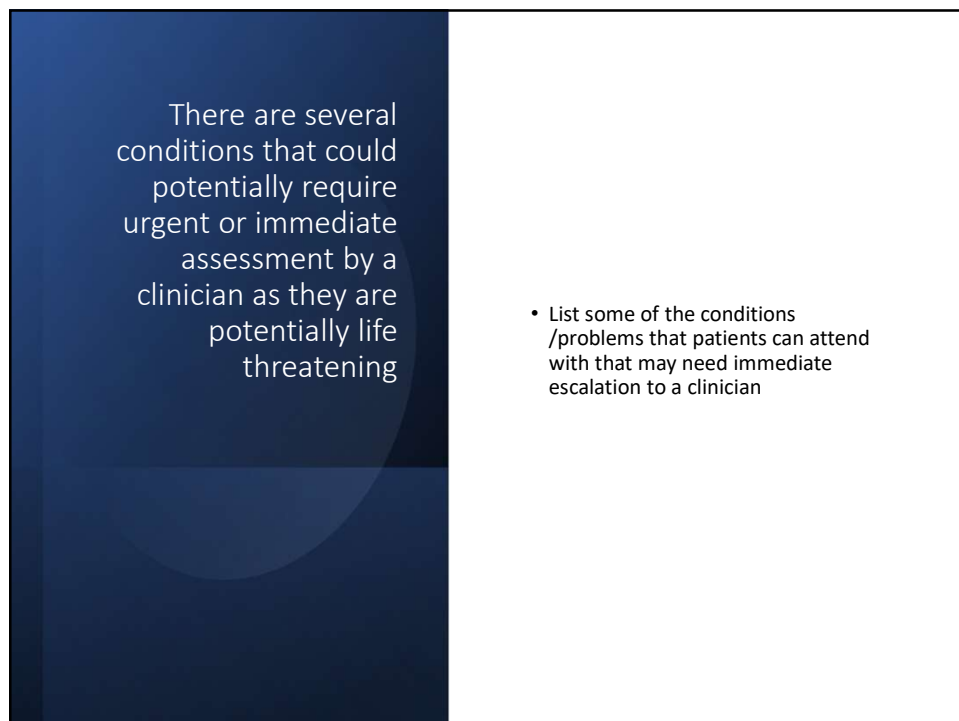 There are several
conditions that could
potentially require
urgent or immediate
assessment by a
clinician as they are
potentially life
threatening
• List some of the conditions
/problems that patients can attend
with that may need immediate
escalation to a clinician